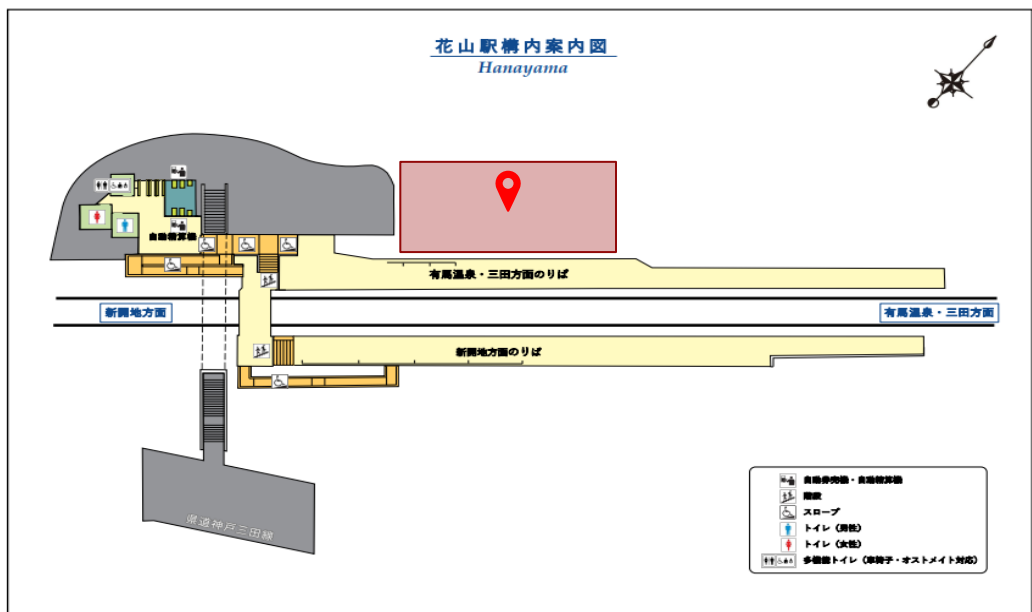 花山駅構内案内図
Hanayama
自動精算機
有馬温泉・三田方面のりば
新開地方面
有馬温泉・三田方面
新開地方面のりば
県道神戸三田線
自動券売機・自動精算機
階段
スロープ
トイレ(男性)
トイレ(女性)
多機能トイレ(車椅子・オストメイト対応)